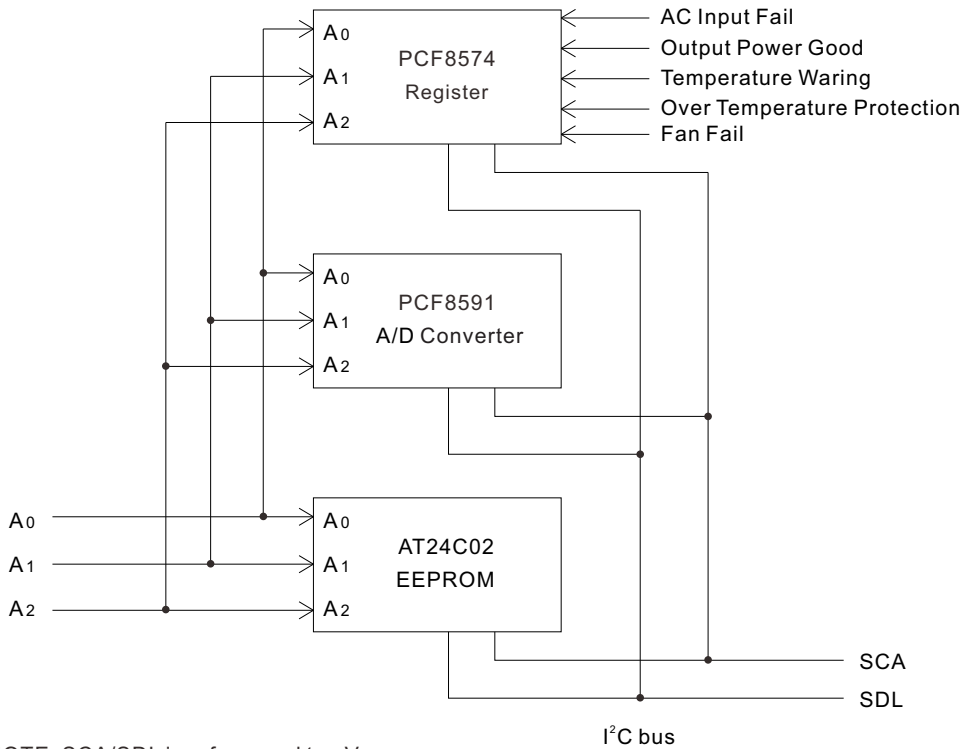 A0
A1
A2
PCF8574
Register
AC Input Fail
Output Power Good
Temperature Waring
Over Temperature Protection
Fan Fail
A0
A1
A2
PCF8591
A/D Converter
A0
A1
A2
A0
A1
A2
AT24C02
EEPROM
SCA
SDL
I²C bus